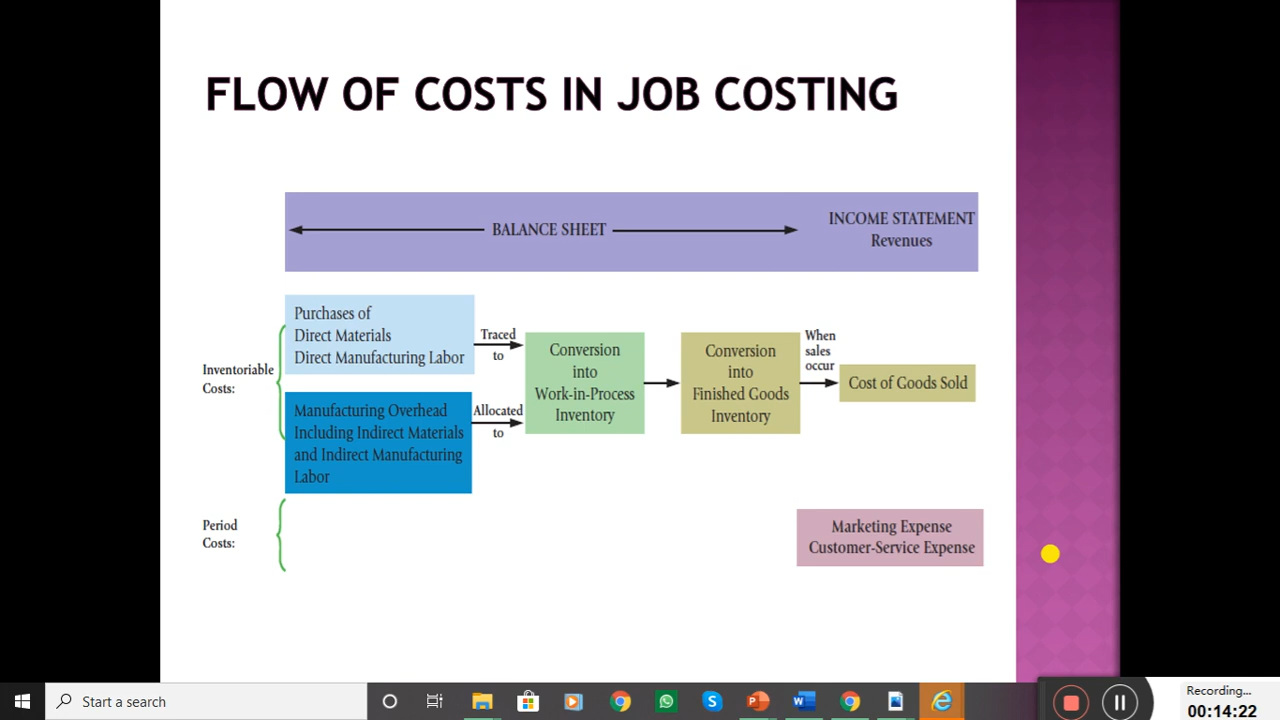 FLOW OF COSTS IN JOB COSTING
BALANCE SHEET
INCOME STATEMENT
Revenues
Inventoriable
Costs:
Purchases of
Direct Materials
Direct Manufacturing Labor
Traced
to
Manufacturing Overhead
Including Indirect Materials
and Indirect Manufacturing
Labor
Allocated
to
Conversion
into
Work-in-Process
Inventory
Conversion
into
Finished Goods
Inventory
When
sales
occur
Cost of Goods Sold
Period
Costs:
Marketing Expense
Customer-Service Expense
Start a search
Recording...
00:14:22